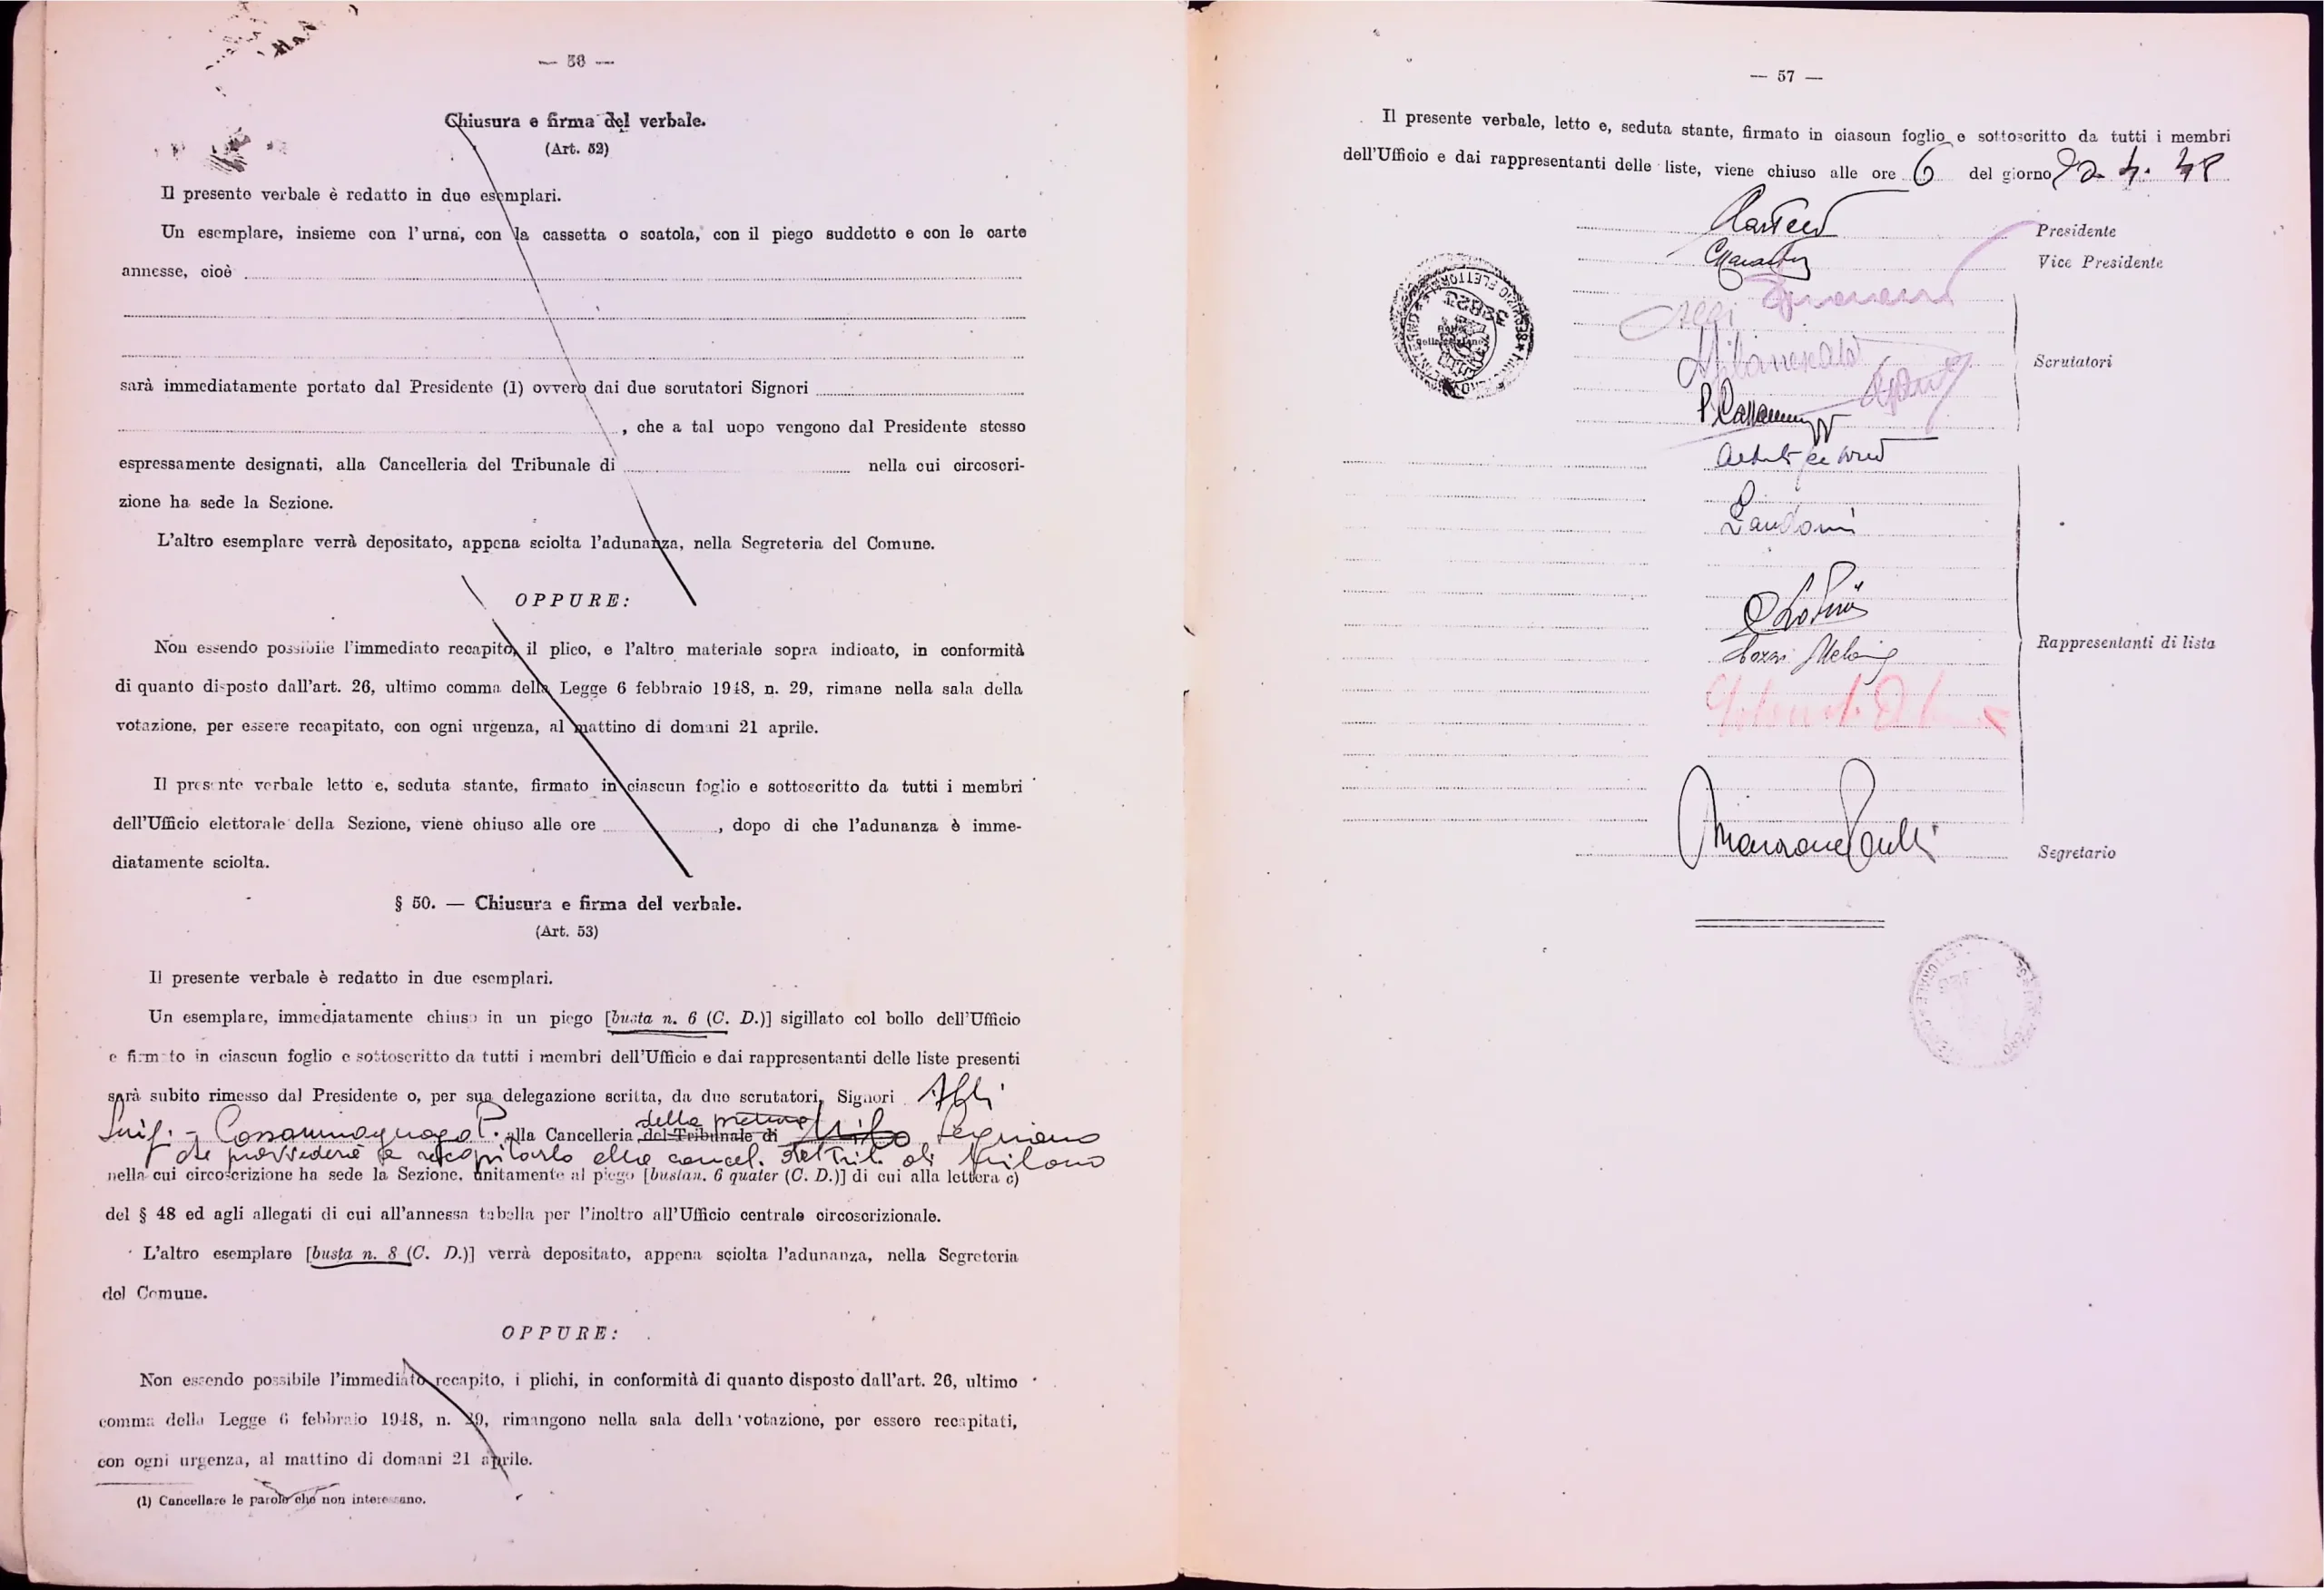 — 56 —
Chiusura e firma del verbale.
(Art. 52)
Il presente verbale è redatto in due esemplari.
Un esemplare, insieme con l'urna, con la cassetta o scatola, con il piego suddetto e con le carte
annesse, cioè
sarà immediatamente portato dal Presidente (1) ovvero dai due scrutatori Signori
, che a tal uopo vengono dal Presidente stesso
espressamente designati, alla Cancelleria del Tribunale di nella cui circoscri-
zione ha sede la Sezione.
L'altro esemplare verrà depositato, appena sciolta l'adunanza, nella Segreteria del Comune.
OPPURE:
Non essendo possibile l'immediato recapito, il plico, e l'altro materiale sopra indicato, in conformità
di quanto disposto dall'art. 26, ultimo comma della Legge 6 febbraio 1948, n. 29, rimane nella sala della
votazione, per essere recapitato, con ogni urgenza, al mattino di domani 21 aprile.
Il presente verbale letto e, seduta stante, firmato in ciascun foglio e sottoscritto da tutti i membri
dell'Ufficio elettorale della Sezione, viene chiuso alle ore , dopo di che l'adunanza è imme-
diatamente sciolta.
§ 50. — Chiusura e firma del verbale.
(Art. 53)
Il presente verbale è redatto in due esemplari.
Un esemplare, immediatamente chiuso in un piego [busta n. 6 (C. D.)] sigillato col bollo dell'Ufficio
e firmato in ciascun foglio e sottoscritto da tutti i membri dell'Ufficio e dai rappresentanti delle liste presenti
sarà subito rimesso dal Presidente o, per sua delegazione scritta, da due scrutatori, Signori
della pretura
alla Cancelleria del Tribunale di Legnano
che provvederà a recapitarlo alla cancel. del Trib. di Milano
nella cui circoscrizione ha sede la Sezione, unitamente al piego [busta n. 6 quater (C. D.)] di cui alla lettera c)
del § 48 ed agli allegati di cui all'annessa tabella per l'inoltro all'Ufficio centrale circoscrizionale.
L'altro esemplare [busta n. 8 (C. D.)] verrà depositato, appena sciolta l'adunanza, nella Segreteria
del Comune.
OPPURE:
Non essendo possibile l'immediato recapito, i plichi, in conformità di quanto disposto dall'art. 26, ultimo
comma della Legge 6 febbraio 1948, n. 29, rimangono nella sala della votazione, per essere recapitati,
con ogni urgenza, al mattino di domani 21 aprile.
(1) Cancellare le parole che non interessano.
— 57 —
Il presente verbale, letto e, seduta stante, firmato in ciascun foglio e sottoscritto da tutti i membri
dell'Ufficio e dai rappresentanti delle liste, viene chiuso alle ore 6 del giorno 20 4. 48
Presidente
Vice Presidente
Scrutatori
Landoni
Rappresentanti di lista
Segretario